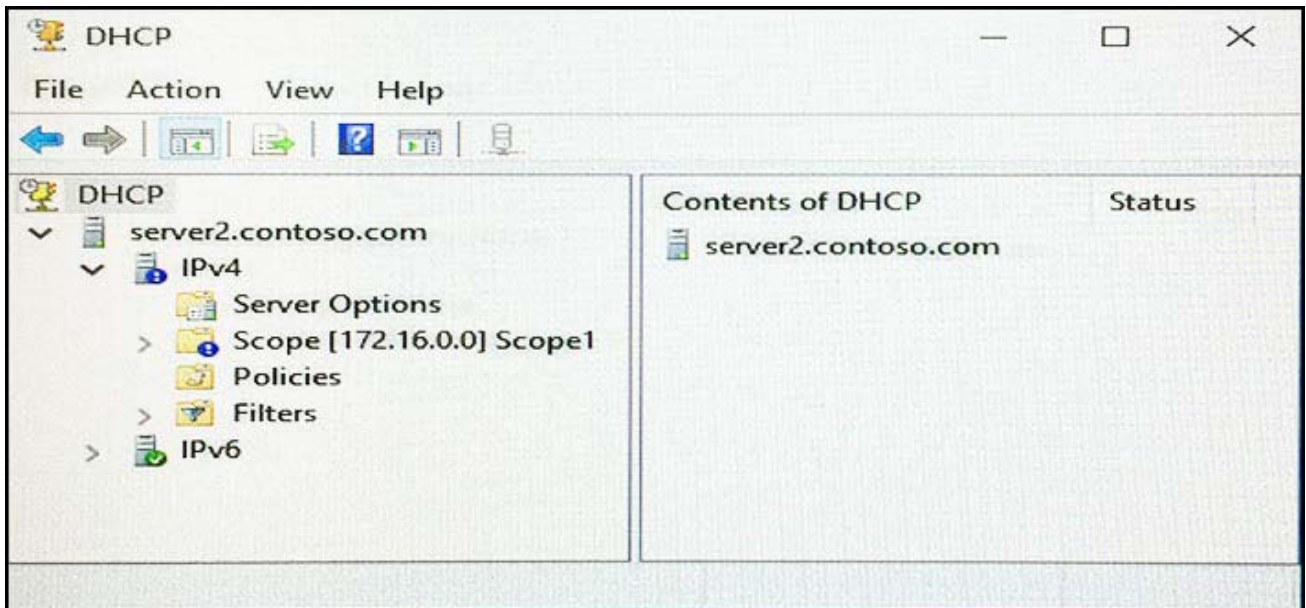 DHCP
File Action View Help
DHCP
server2.contoso.com
IPv4
Server Options
Scope [172.16.0.0] Scope1
Policies
Filters
IPv6
Contents of DHCP Status
server2.contoso.com